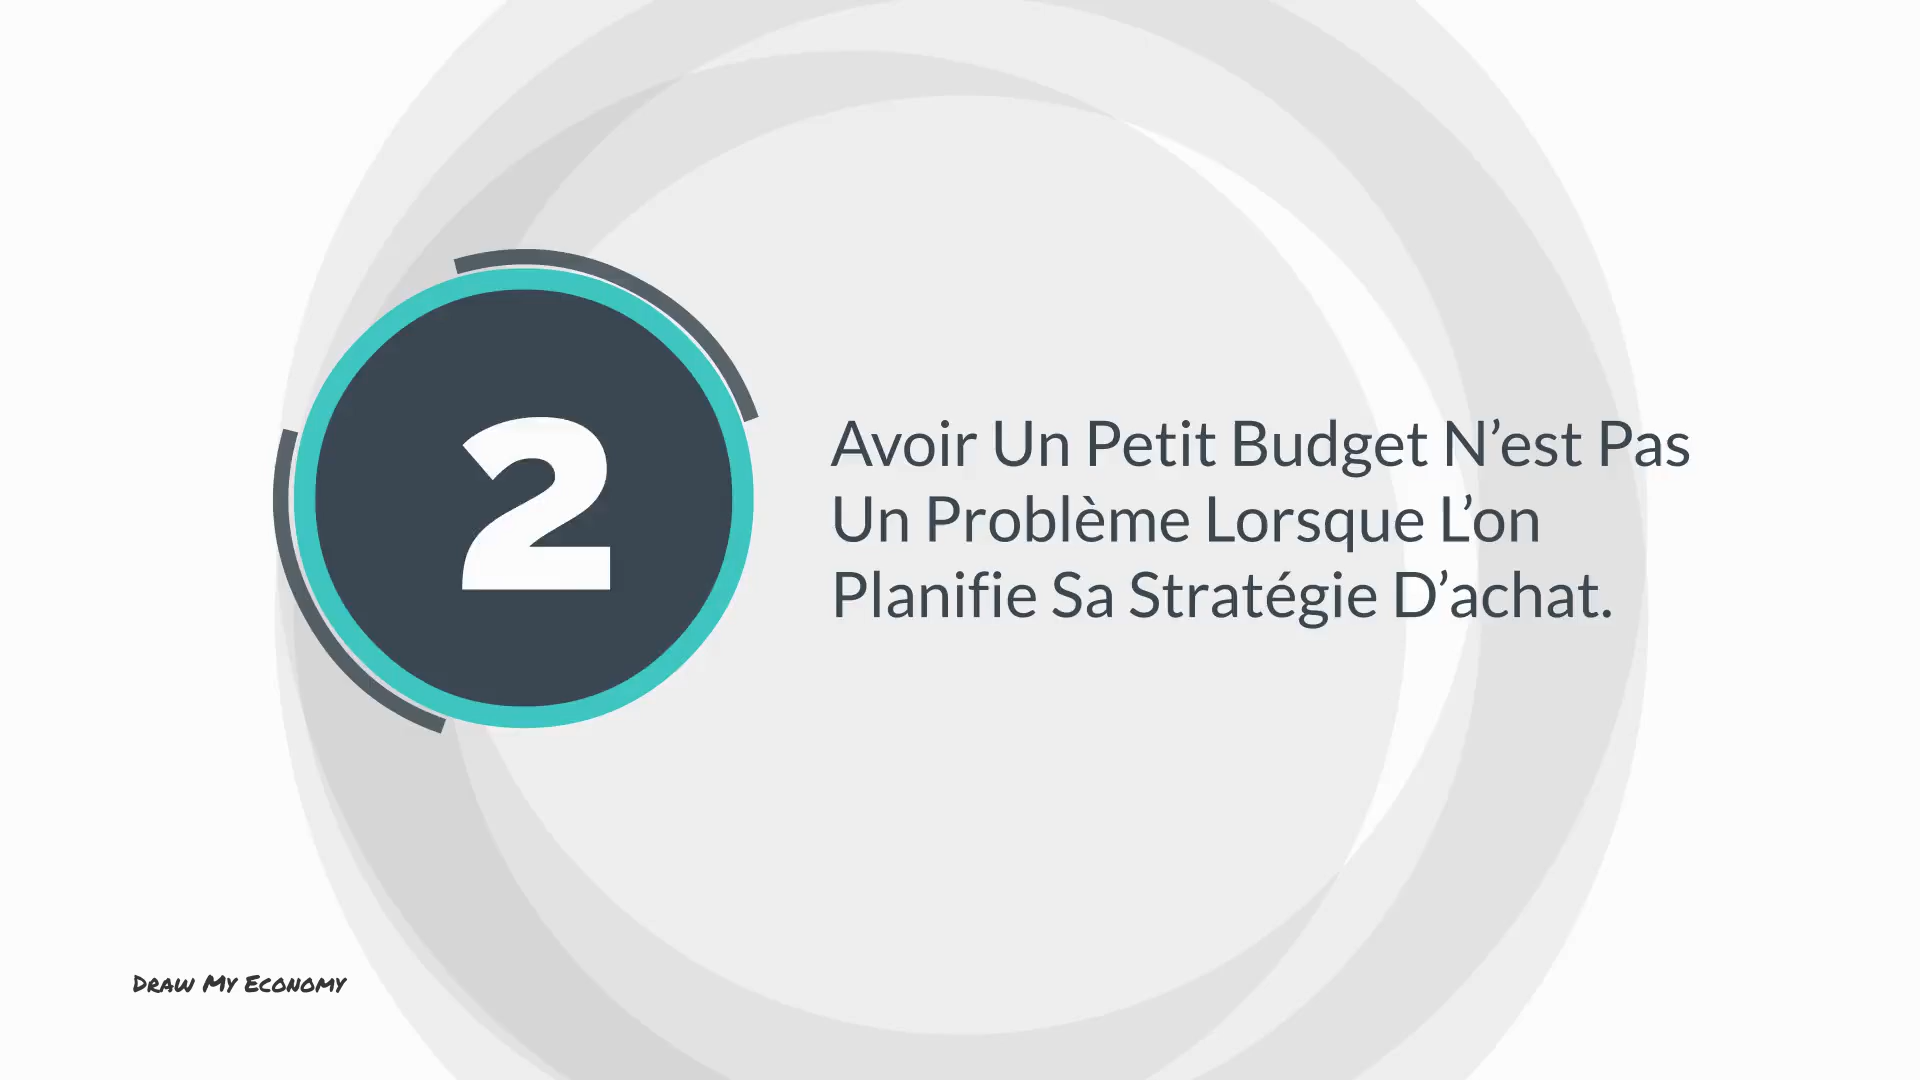 2
Avoir Un Petit Budget N’est Pas
Un Problème Lorsque L’on
Planifie Sa Stratégie D’achat.
Draw My Economy